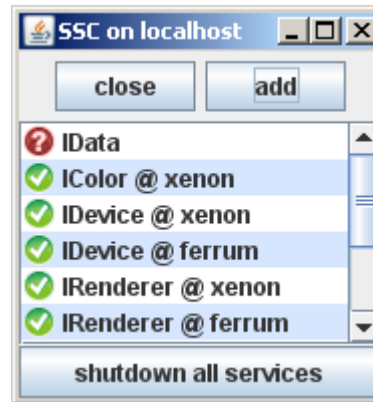 SSC on localhost
close add
IData
IColor @ xenon
IDevice @ xenon
IDevice @ ferrum
IRenderer @ xenon
IRenderer @ ferrum
shutdown all services